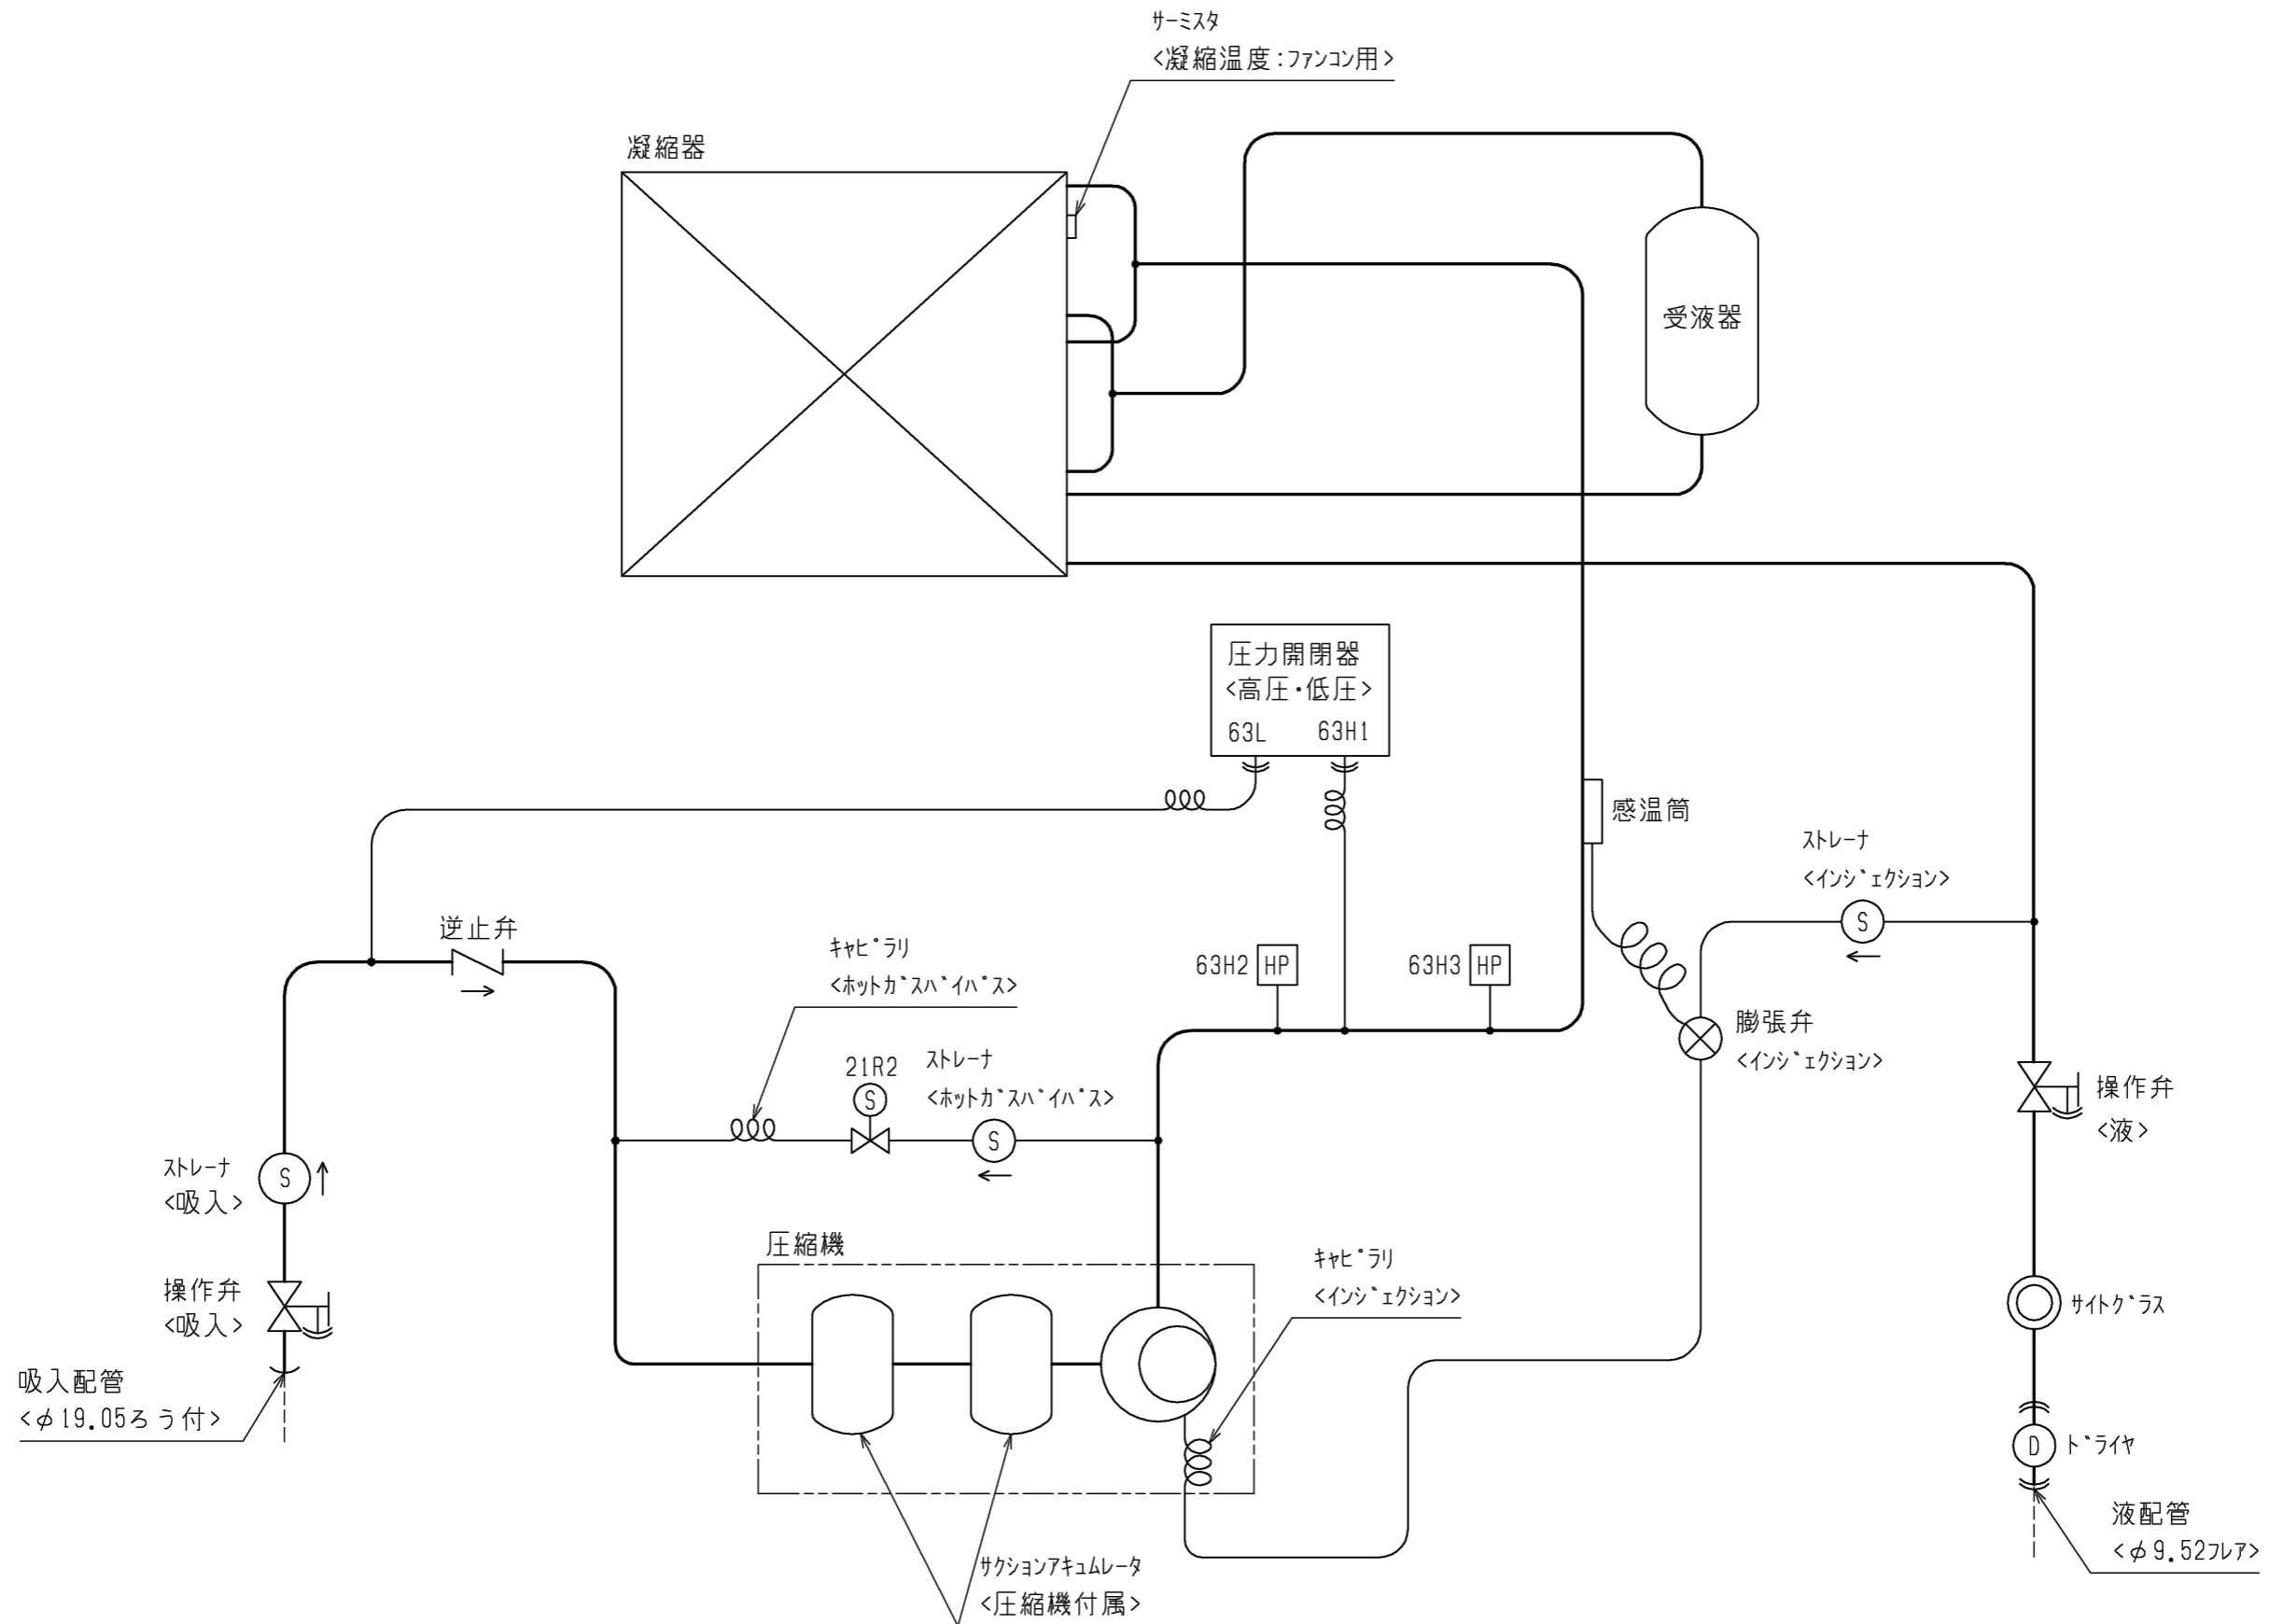 サーミスタ
<凝縮温度:ファンコン用>
凝縮器
受液器
圧力開閉器
<高圧・低圧>
63L
63H1
感温筒
ストレーナ
<インジェクション>
S
逆止弁
キャピラリ
<ホットガスバイパス>
63H2
HP
63H3
HP
膨張弁
<インジェクション>
21R2
S
ストレーナ
<ホットガスバイパス>
S
操作弁
<液>
ストレーナ
<吸入>
S
圧縮機
キャピラリ
<インジェクション>
操作弁
<吸入>
サイトグラス
吸入配管
<φ19.05ろう付>
D
ドライヤ
液配管
<φ9.52フレア>
サクションアキュムレータ
<圧縮機付属>